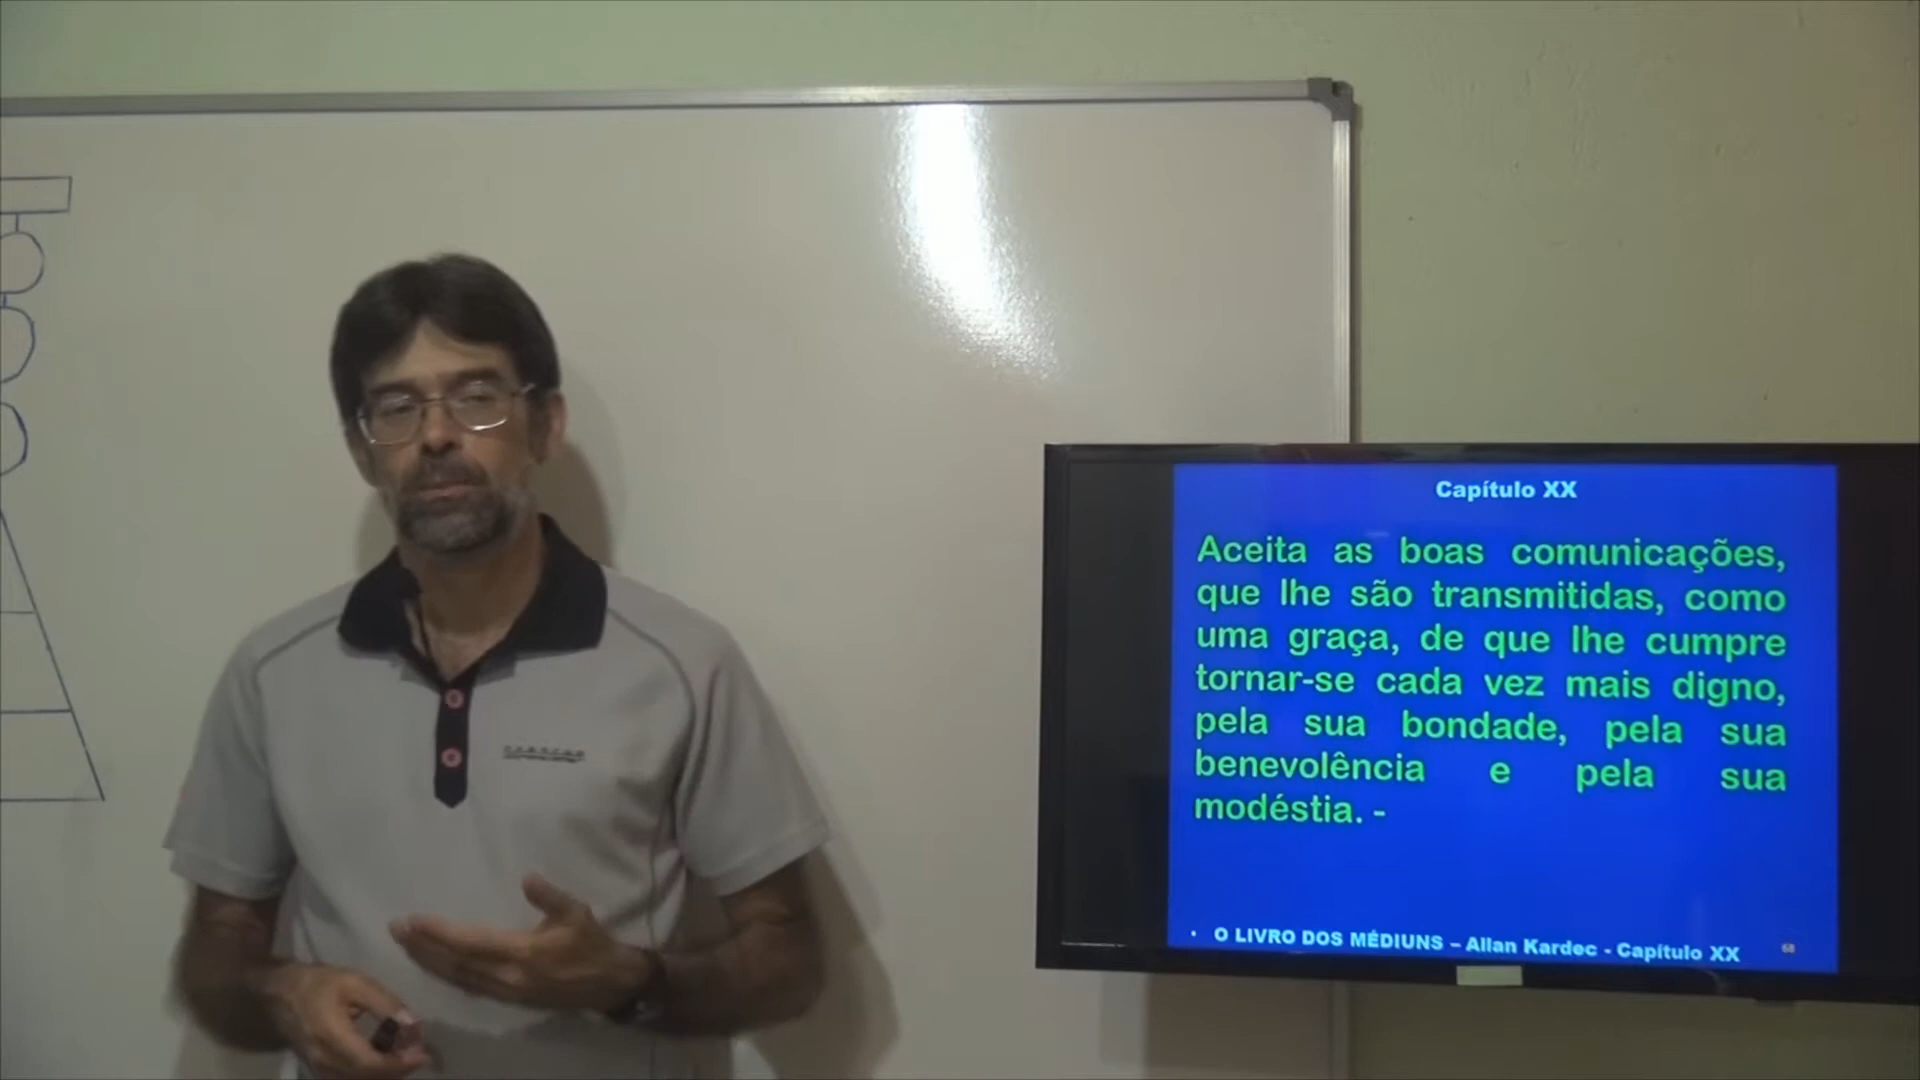 Capítulo XX
Aceita as boas comunicações,
que lhe são transmitidas, como
uma graça, de que lhe cumpre
tornar-se cada vez mais digno,
pela sua bondade, pela sua
benevolência e pela sua
modéstia. -
• O LIVRO DOS MÉDIUNS – Allan Kardec - Capítulo XX
68